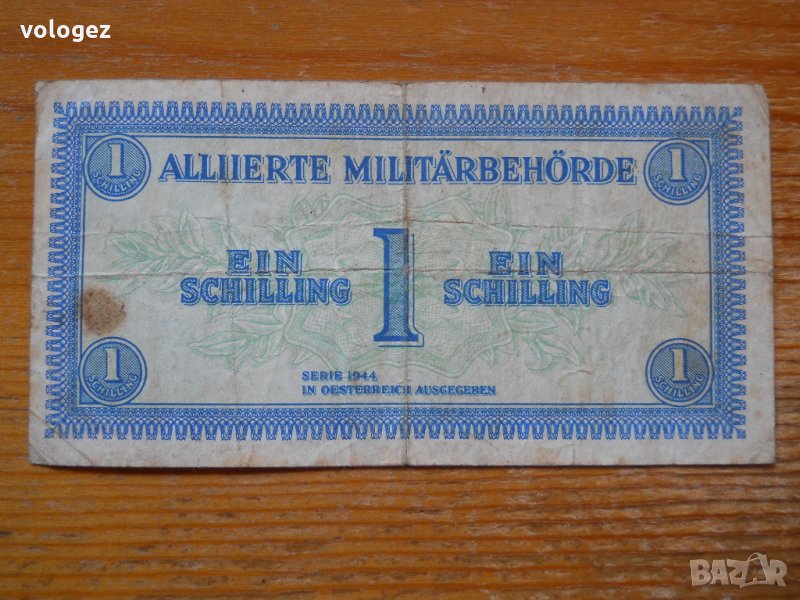 vologez
1 SCHILLING
1 SCHILLING
ALLIIERTE MILITÄRBEHÖRDE
EIN SCHILLING
1
EIN SCHILLING
SERIE 1944
IN OESTERREICH AUSGEGEBEN
1 SCHILLING
1 SCHILLING
BAZAR